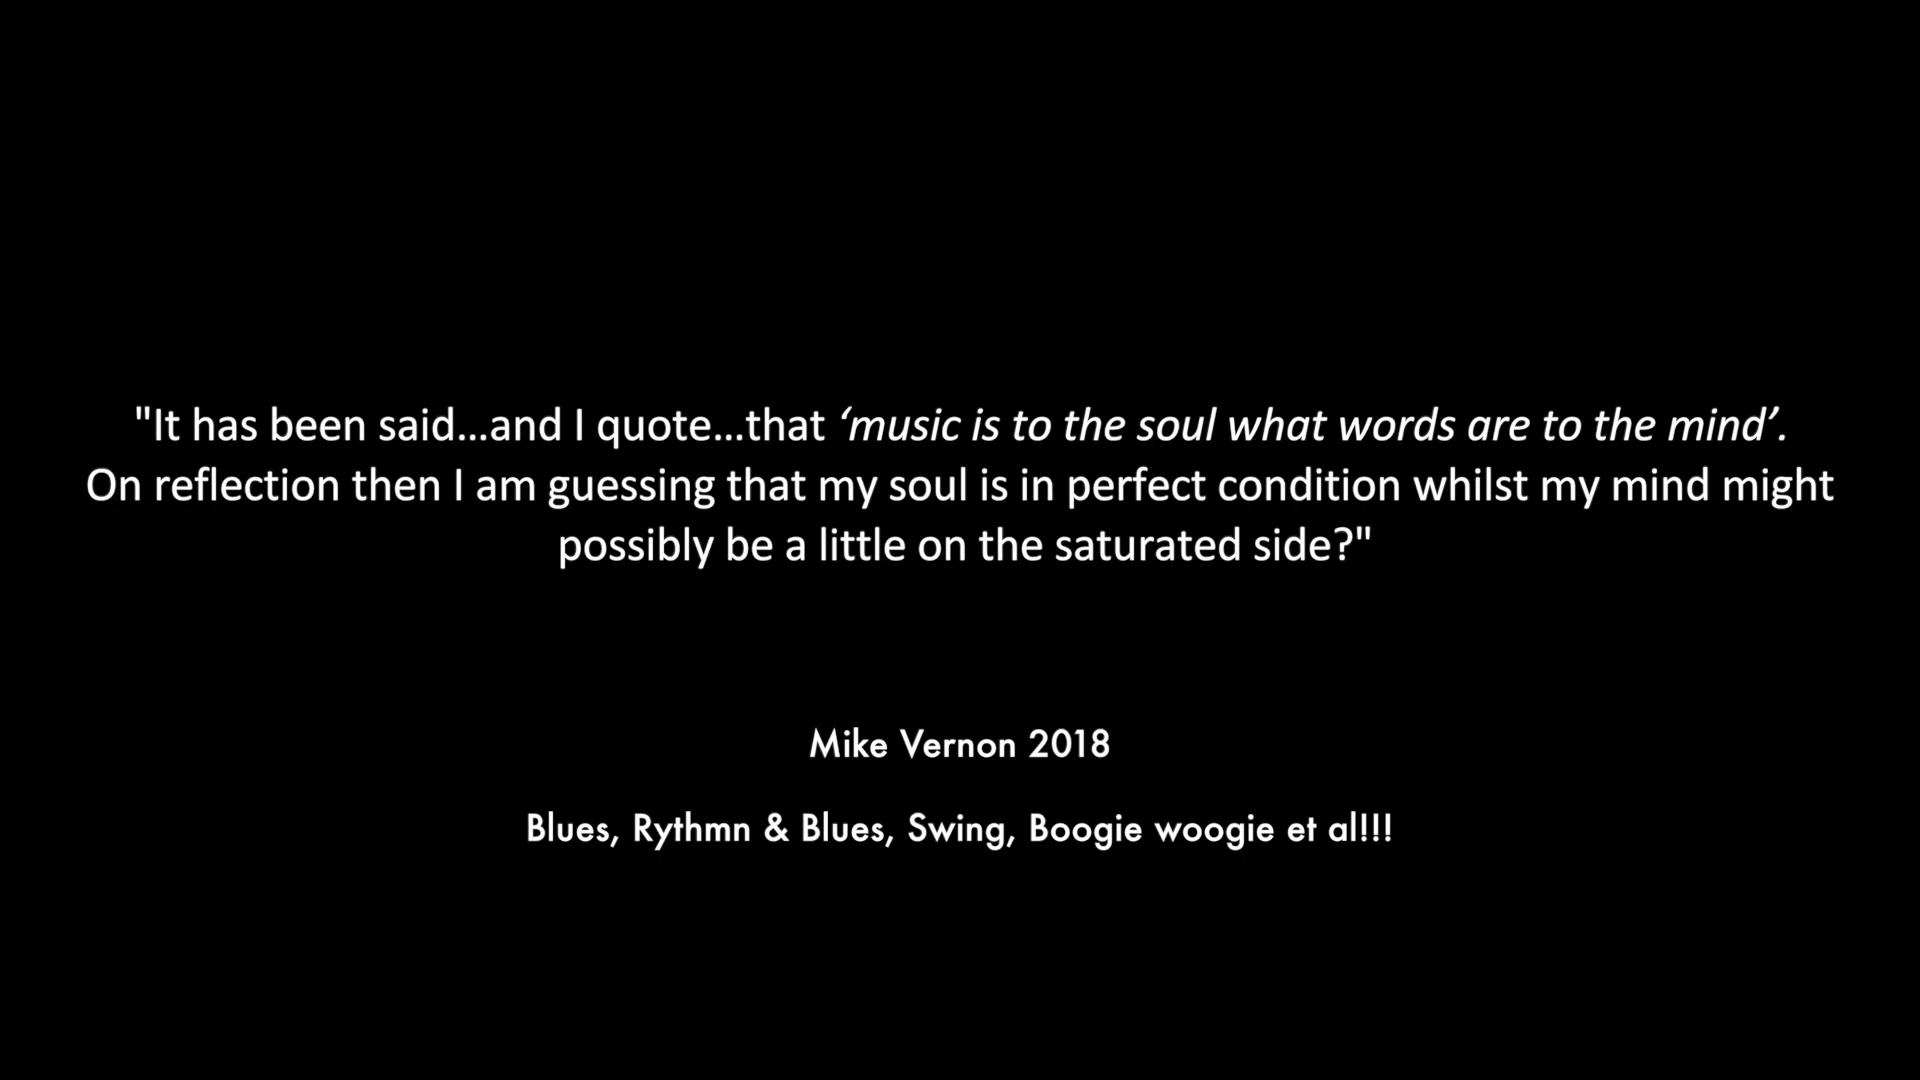 "It has been said...and I quote...that ‘music is to the soul what words are to the mind’.
On reflection then I am guessing that my soul is in perfect condition whilst my mind might
possibly be a little on the saturated side?"
Mike Vernon 2018
Blues, Rythmn & Blues, Swing, Boogie woogie et al!!!